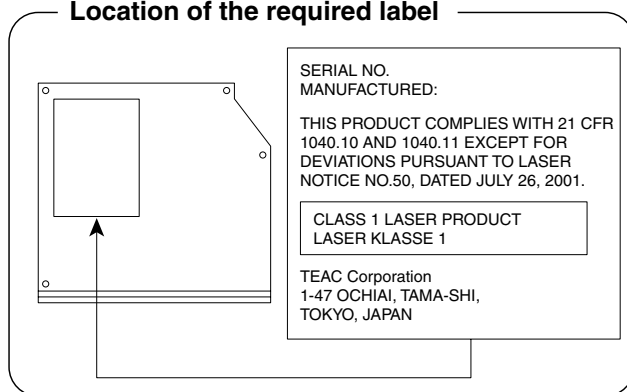 Location of the required label
SERIAL NO.
MANUFACTURED:
THIS PRODUCT COMPLIES WITH 21 CFR
1040.10 AND 1040.11 EXCEPT FOR
DEVIATIONS PURSUANT TO LASER
NOTICE NO.50, DATED JULY 26, 2001.
CLASS 1 LASER PRODUCT
LASER KLASSE 1
TEAC Corporation
1-47 OCHIAI, TAMA-SHI,
TOKYO, JAPAN